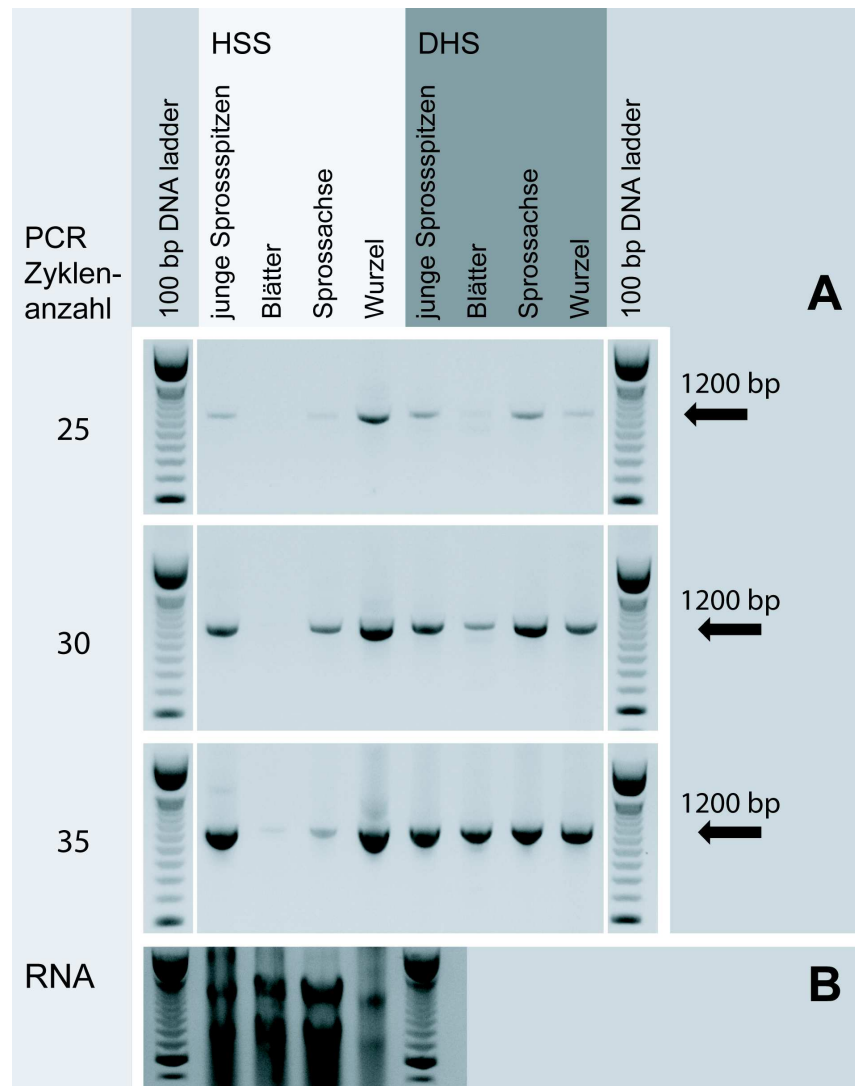 HSS
DHS
100 bp DNA ladder
junge Sprossspitzen
Blätter
Sprossachse
Wurzel
junge Sprossspitzen
Blätter
Sprossachse
Wurzel
100 bp DNA ladder
PCR
Zyklen-
anzahl
A
25
1200 bp
30
1200 bp
35
1200 bp
RNA
B